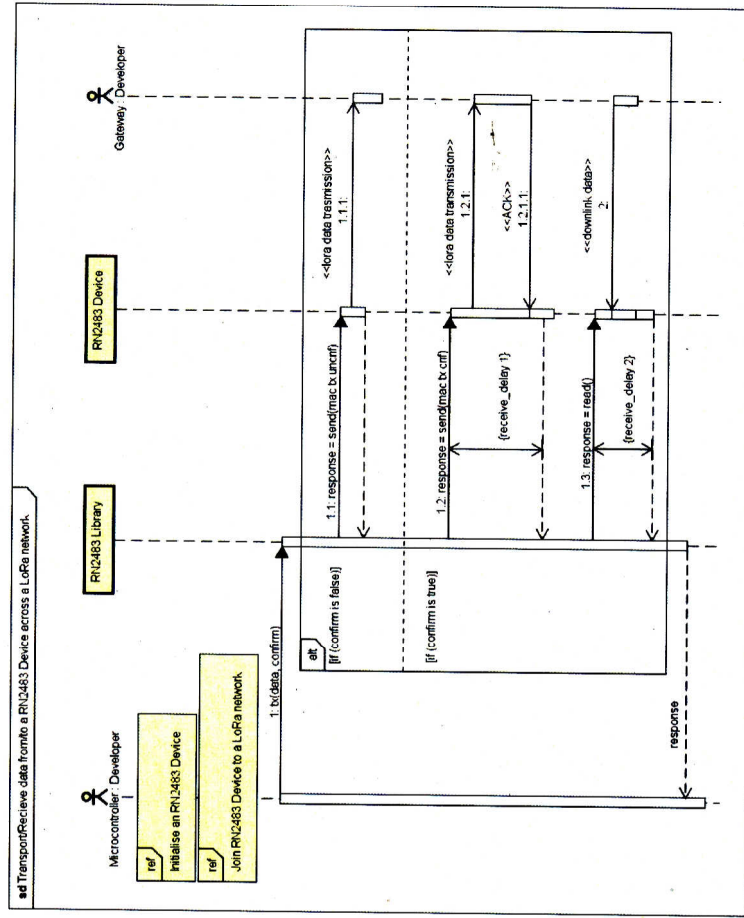 sd Transport/Recieve data from/to a RN2483 Device across a LoRa network
Microcontroller : Developer
RN2483 Library
RN2483 Device
Gateway : Developer
ref
Initialise an RN2483 Device
ref
Join RN2483 Device to a LoRa network
1: tx(data, confirm)
alt
[if (confirm is false)]
1.1: response = send(mac tx uncnf)
<<lora data trasmission>>
1.1.1:
[if (confirm is true)]
1.2: response = send(mac tx cnf)
<<lora data transmission>>
1.2.1:
{receive_delay 1}
<<ACK>>
1.2.1.1:
1.3: response = read()
<<downlink data>>
2:
{receive_delay 2}
response